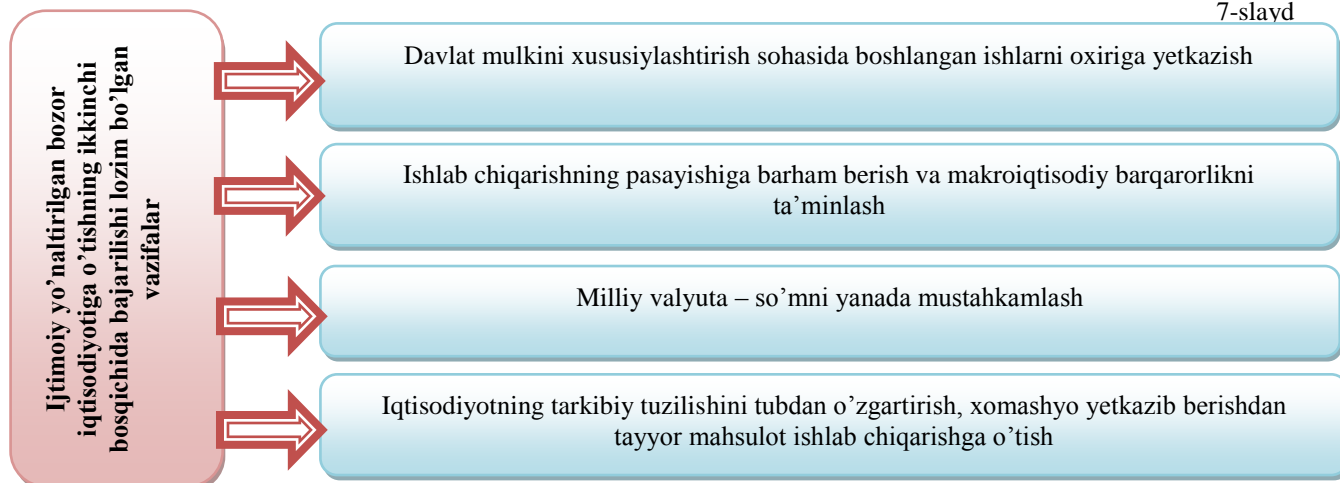 7-slayd
Ijtimoiy yo’naltirilgan bozor
iqtisodiyotiga o’tishning ikkinchi
bosqichida bajarilishi lozim bo’lgan
vazifalar
Davlat mulkini xususiylashtirish sohasida boshlangan ishlarni oxiriga yetkazish
Ishlab chiqarishning pasayishiga barham berish va makroiqtisodiy barqarorlikni
ta’minlash
Milliy valyuta – so’mni yanada mustahkamlash
Iqtisodiyotning tarkibiy tuzilishini tubdan o’zgartirish, xomashyo yetkazib berishdan
tayyor mahsulot ishlab chiqarishga o’tish